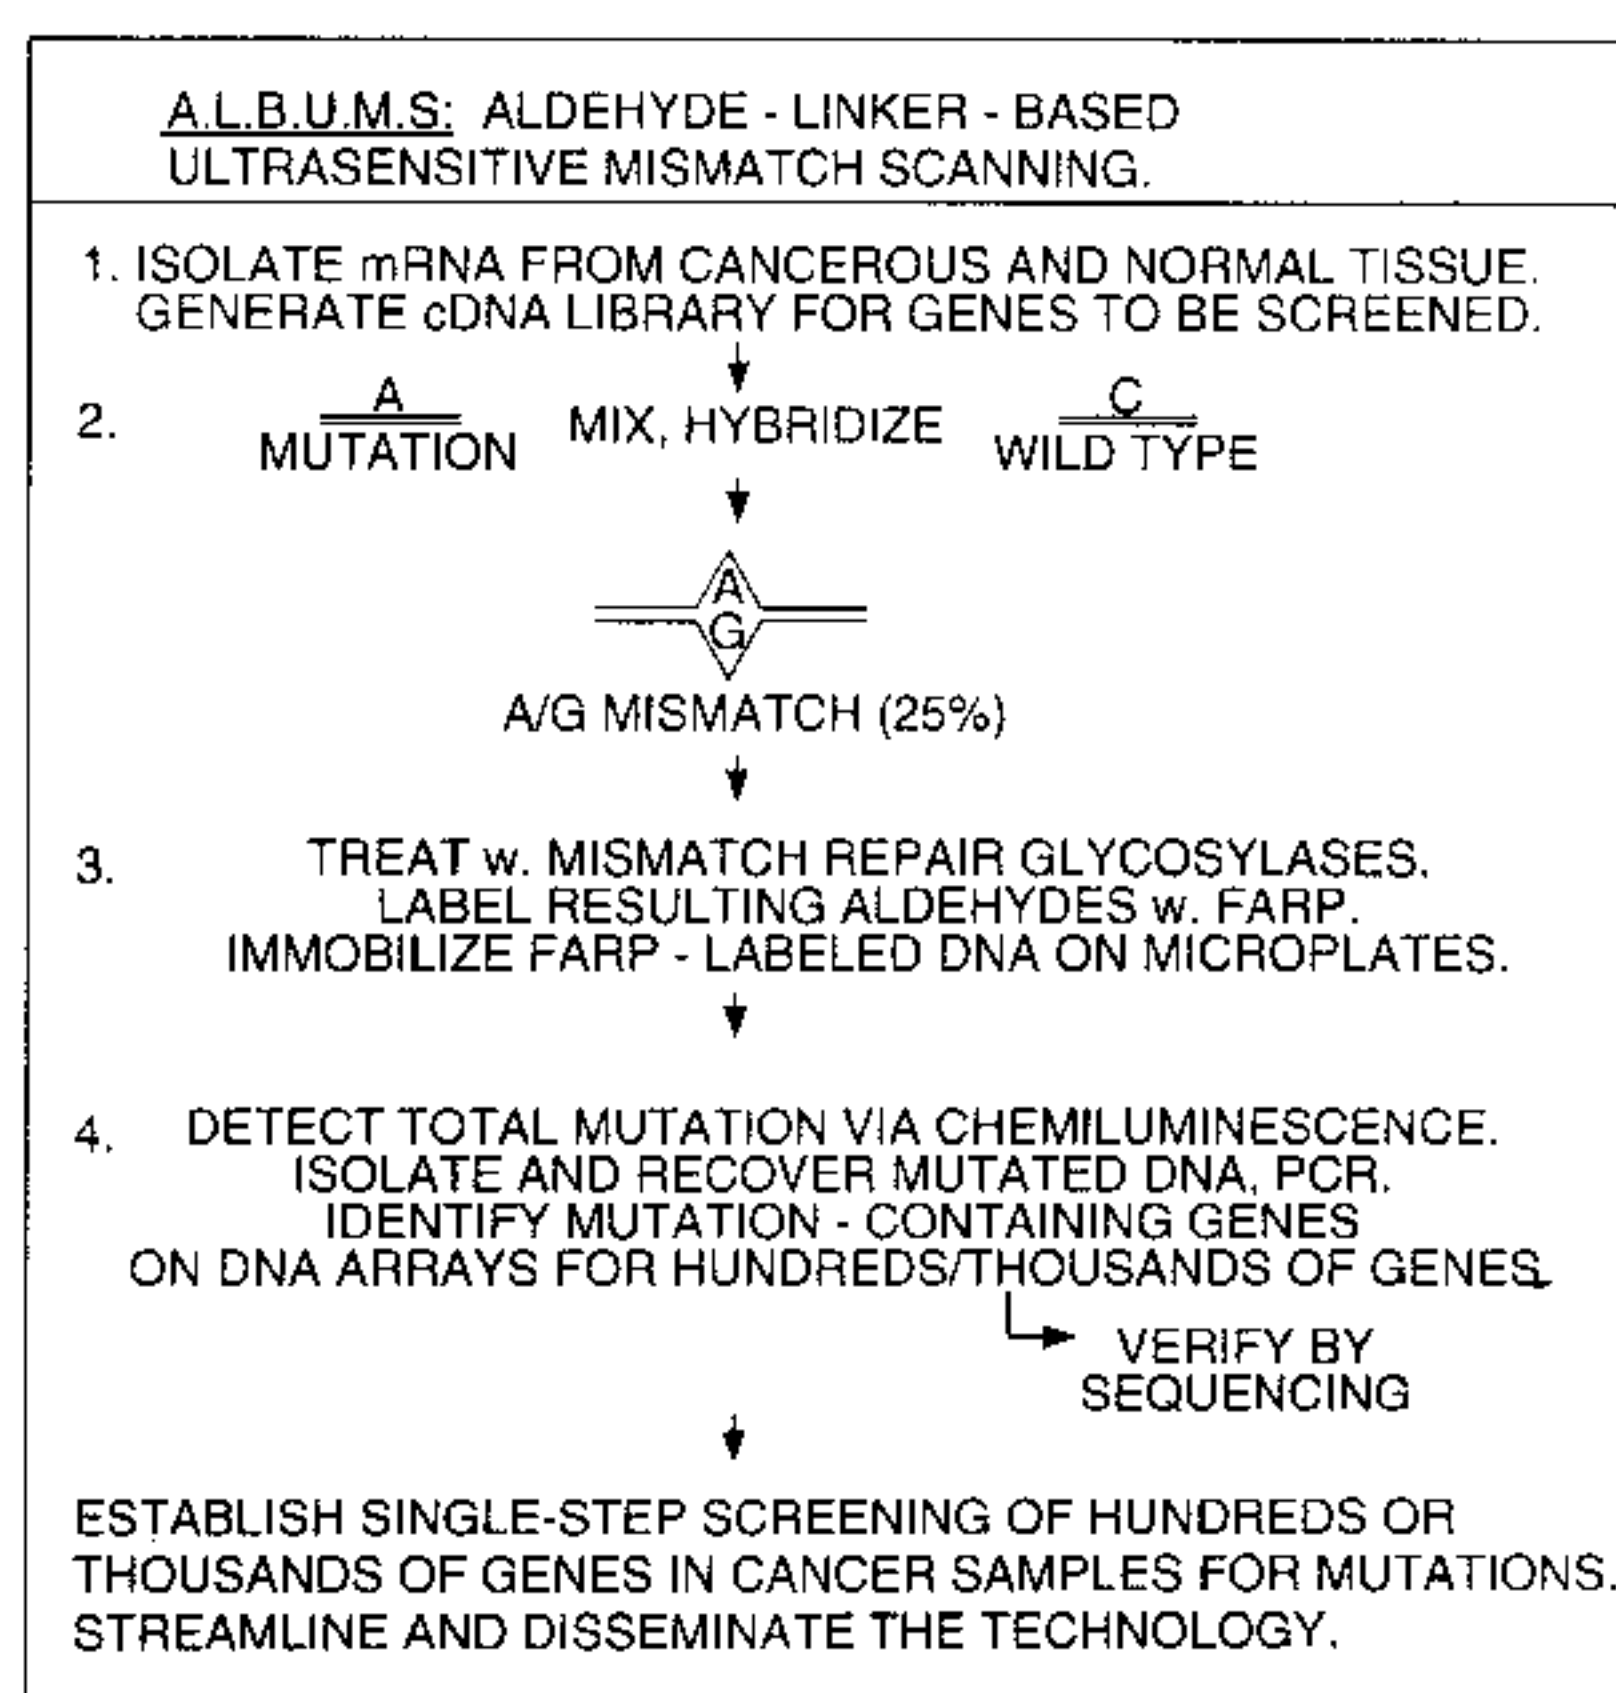 A.L.B.U.M.S: ALDEHYDE - LINKER - BASED
ULTRASENSITIVE MISMATCH SCANNING.
1. ISOLATE mRNA FROM CANCEROUS AND NORMAL TISSUE.
GENERATE cDNA LIBRARY FOR GENES TO BE SCREENED.
A C
2. MIX, HYBRIDIZE
MUTATION WILD TYPE
A
G
A/G MISMATCH (25%)
3. TREAT w. MISMATCH REPAIR GLYCOSYLASES.
LABEL RESULTING ALDEHYDES w. FARP.
IMMOBILIZE FARP - LABELED DNA ON MICROPLATES.
4. DETECT TOTAL MUTATION VIA CHEMILUMINESCENCE.
ISOLATE AND RECOVER MUTATED DNA, PCR.
IDENTIFY MUTATION - CONTAINING GENES
ON DNA ARRAYS FOR HUNDREDS/THOUSANDS OF GENES.
VERIFY BY
SEQUENCING
ESTABLISH SINGLE-STEP SCREENING OF HUNDREDS OR
THOUSANDS OF GENES IN CANCER SAMPLES FOR MUTATIONS.
STREAMLINE AND DISSEMINATE THE TECHNOLOGY.